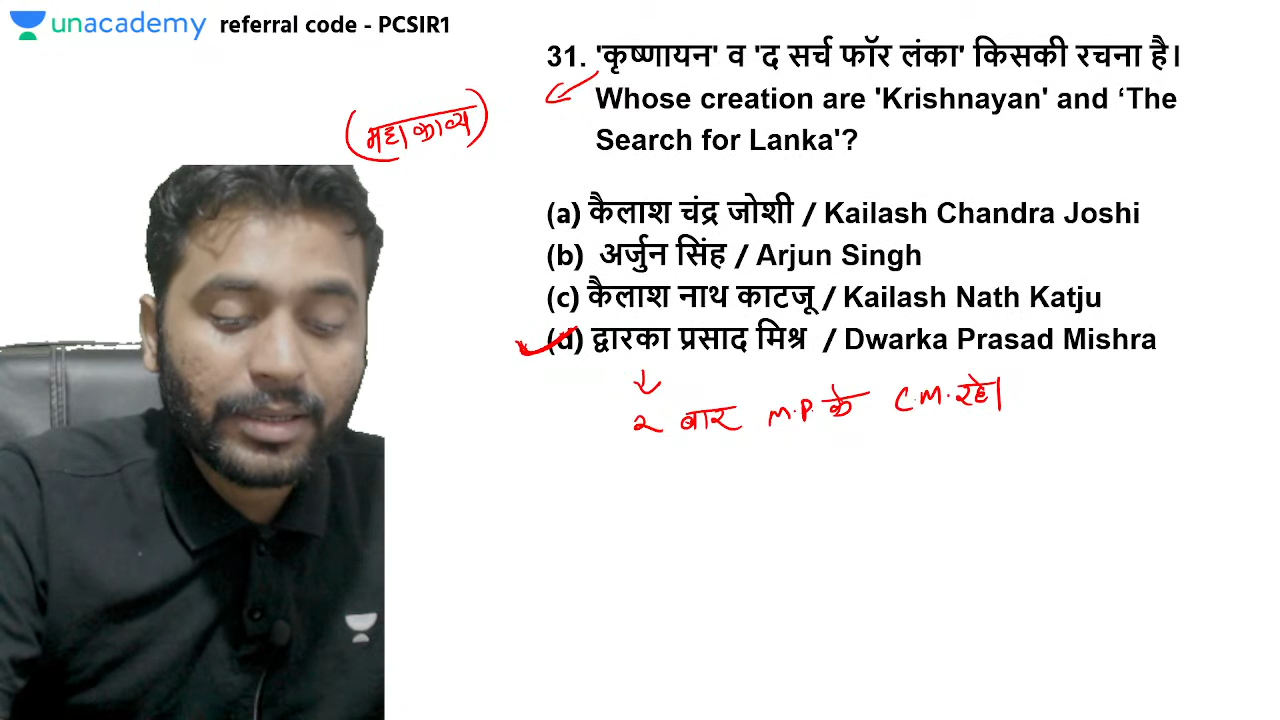 unacademy referral code - PCSIR1
31. 'कृष्णायन' व 'द सर्च फॉर लंका' किसकी रचना है।
Whose creation are 'Krishnayan' and ‘The
Search for Lanka'?
(महाकाव्य)
(a) कैलाश चंद्र जोशी / Kailash Chandra Joshi
(b) अर्जुन सिंह / Arjun Singh
(c) कैलाश नाथ काटजू / Kailash Nath Katju
(d) द्वारका प्रसाद मिश्र / Dwarka Prasad Mishra
२ बार M.P. के C.M. रहे।